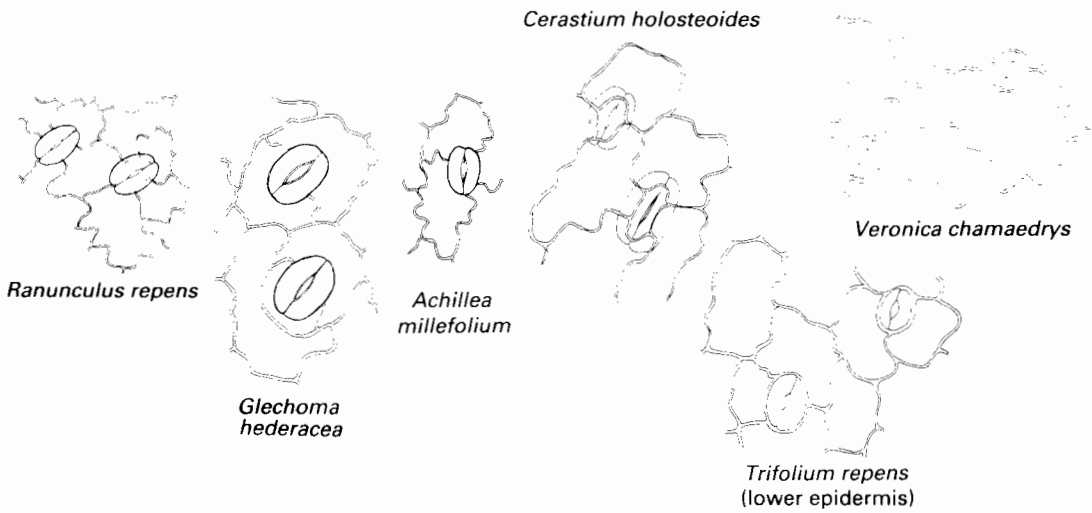 Cerastium holosteoides
Veronica chamaedrys
Ranunculus repens
Achillea
millefolium
Glechoma
hederacea
Trifolium repens
(lower epidermis)